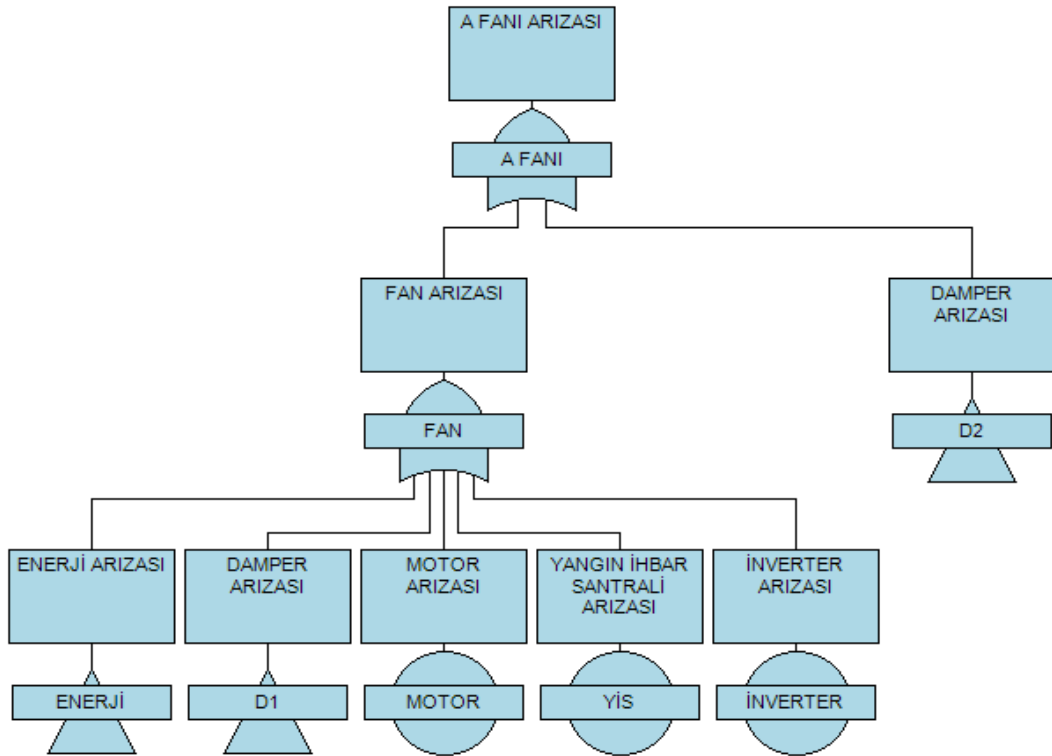 A FANI ARIZASI
A FANI
FAN ARIZASI
DAMPER
ARIZASI
FAN
D2
ENERJİ ARIZASI
DAMPER
ARIZASI
MOTOR
ARIZASI
YANGIN İHBAR
SANTRALİ
ARIZASI
İNVERTER
ARIZASI
ENERJİ
D1
MOTOR
YİS
İNVERTER